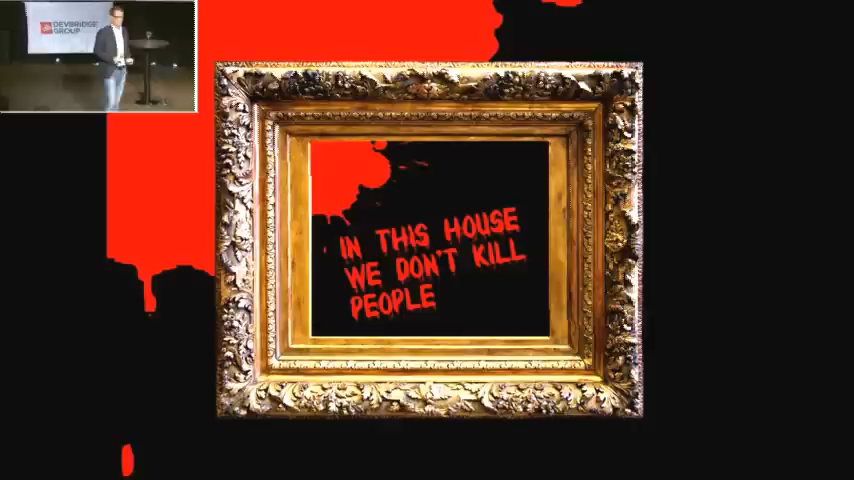 DEVBRIDGE
GROUP
IN THIS HOUSE
WE DON'T KILL
PEOPLE